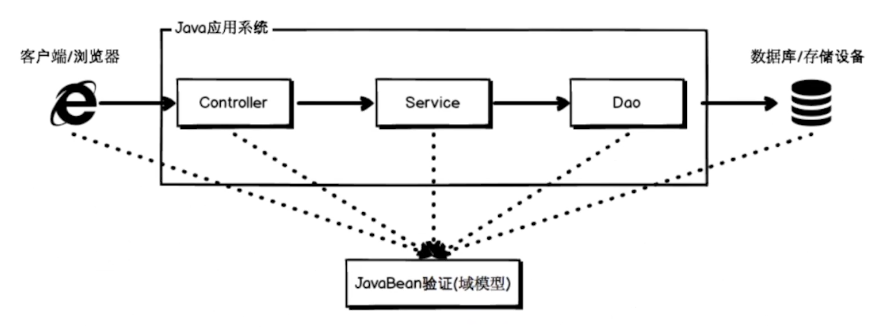 Java应用系统
客户端/浏览器
数据库/存储设备
Controller
Service
Dao
JavaBean验证(域模型)